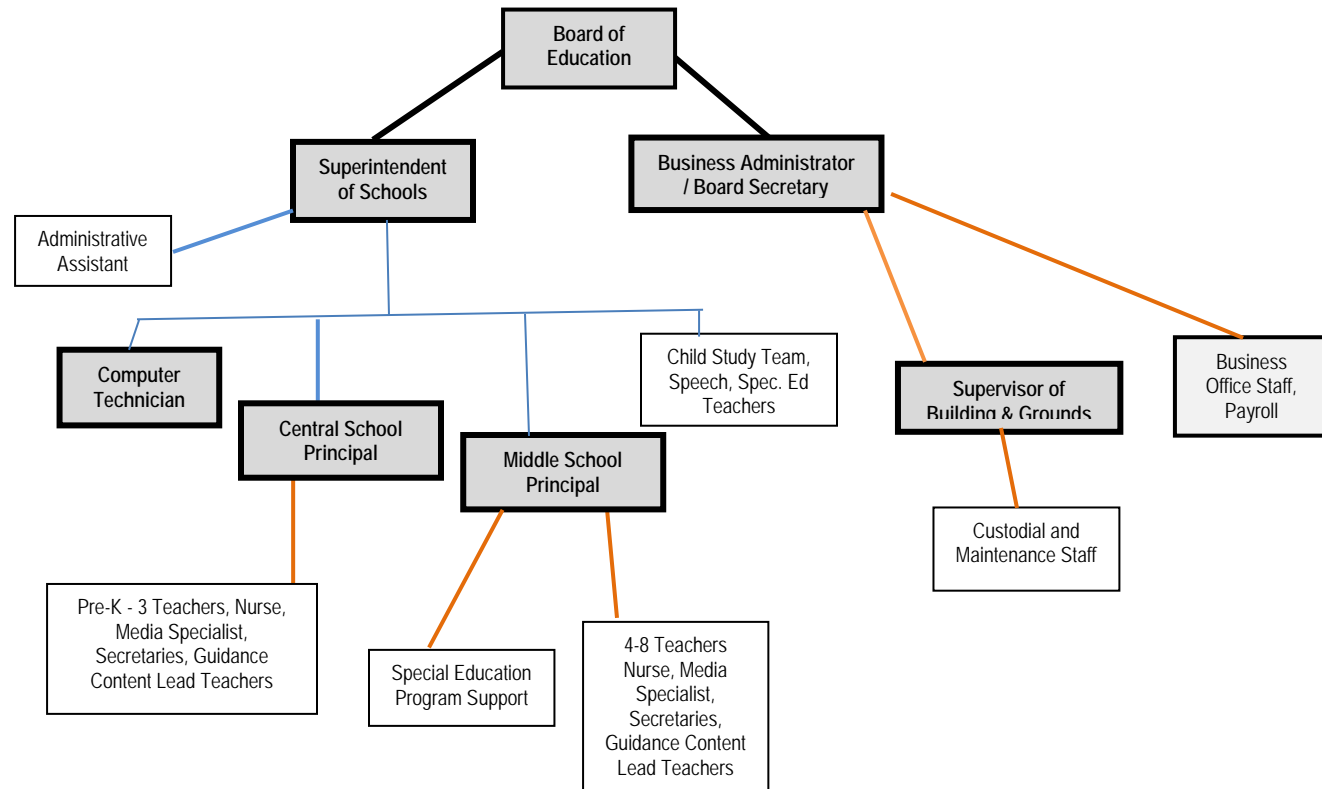 Board of
Education
Superintendent
of Schools
Business Administrator
/ Board Secretary
Administrative
Assistant
Computer
Technician
Central School
Principal
Middle School
Principal
Child Study Team,
Speech, Spec. Ed
Teachers
Supervisor of
Building & Grounds
Business
Office Staff,
Payroll
Custodial and
Maintenance Staff
Pre-K - 3 Teachers, Nurse,
Media Specialist,
Secretaries, Guidance
Content Lead Teachers
Special Education
Program Support
4-8 Teachers
Nurse, Media
Specialist,
Secretaries,
Guidance Content
Lead Teachers